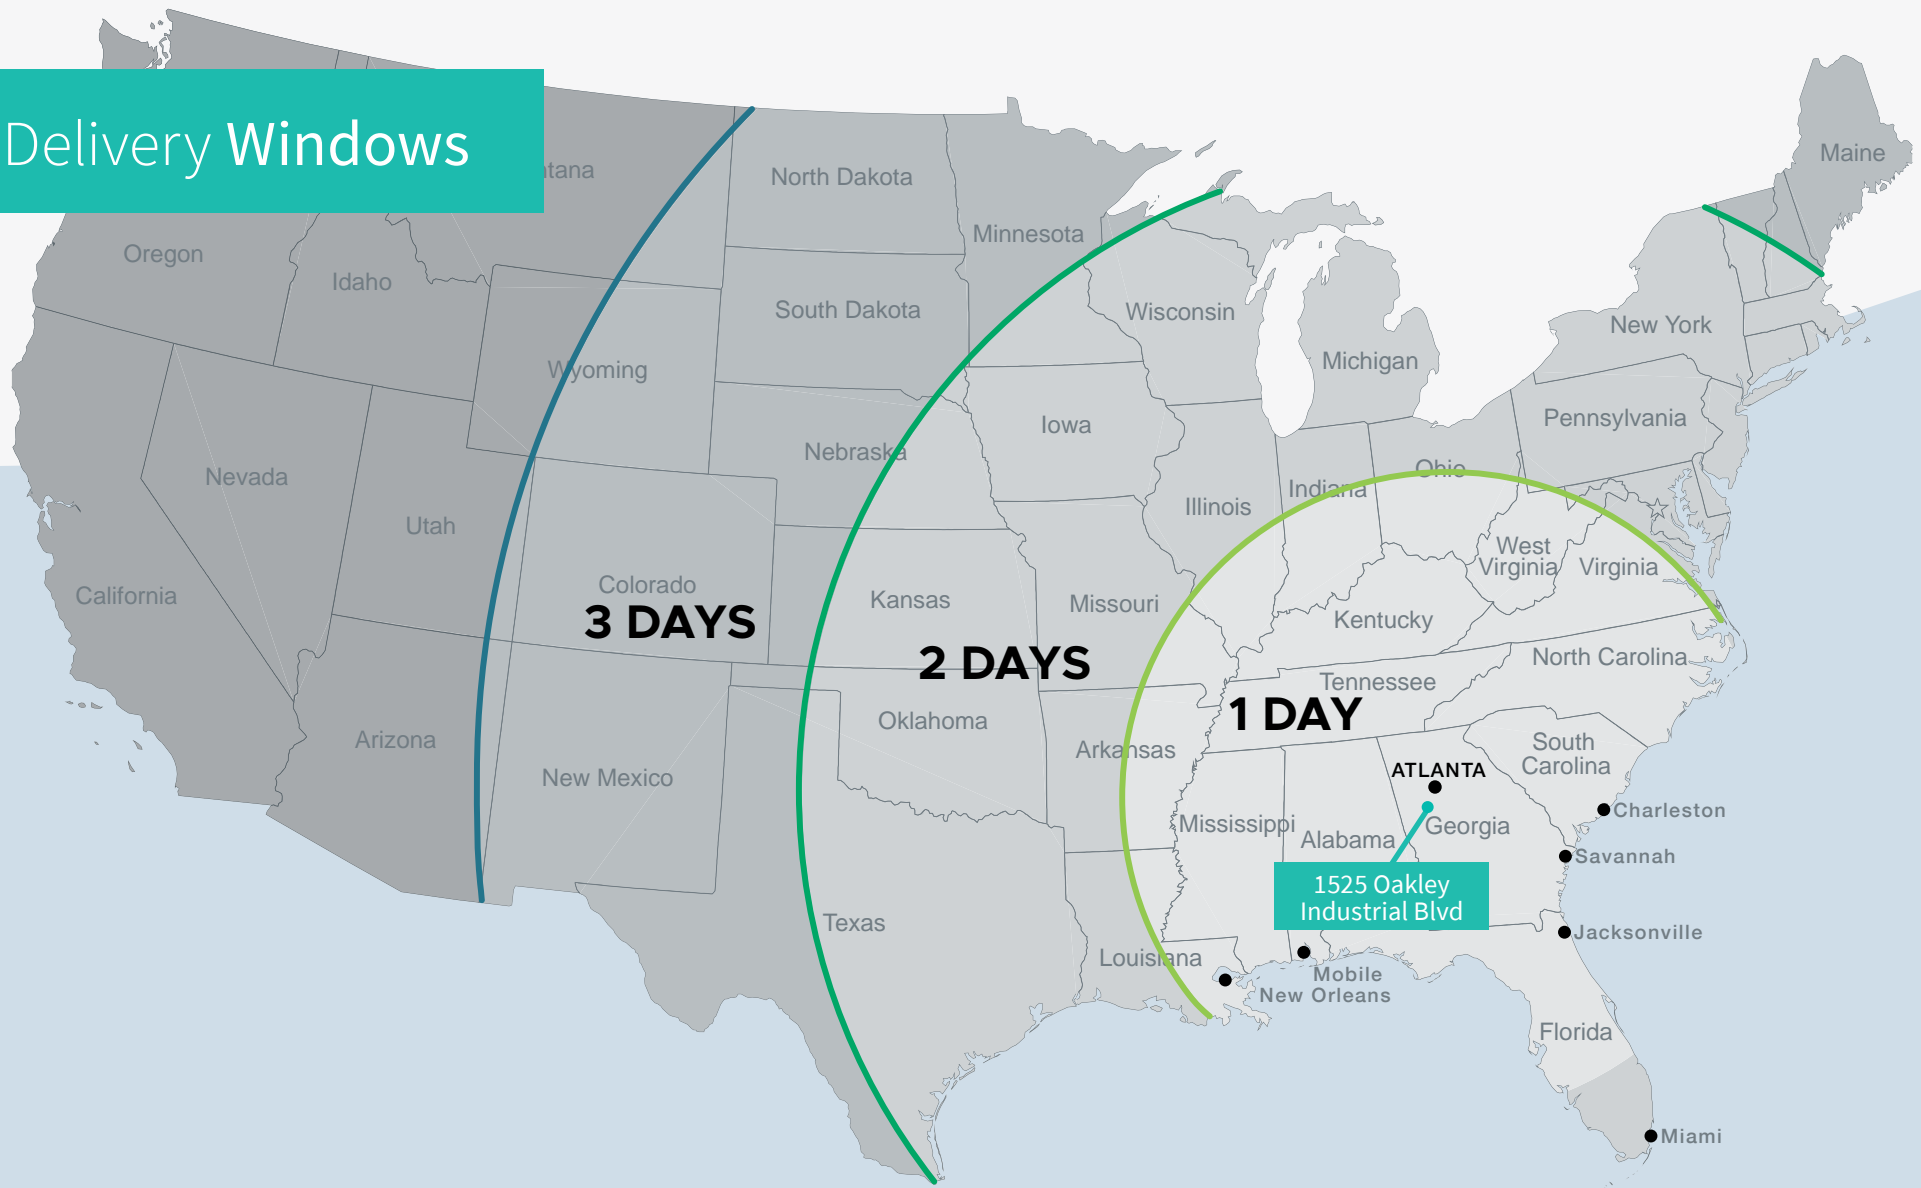 Delivery Windows
ntana
North Dakota
Minnesota
Maine
Oregon
Idaho
South Dakota
Wisconsin
New York
Wyoming
Michigan
Iowa
Pennsylvania
Nebraska
Nevada
Ohio
Indiana
Illinois
Utah
West
Virginia
Virginia
Colorado
California
Kansas
Missouri
Kentucky
3 DAYS
2 DAYS
North Carolina
Tennessee
1 DAY
Oklahoma
Arizona
Arkansas
South
Carolina
New Mexico
ATLANTA
Charleston
Mississippi
Alabama
Georgia
Savannah
1525 Oakley
Industrial Blvd
Texas
Jacksonville
Louisiana
Mobile
New Orleans
Florida
Miami